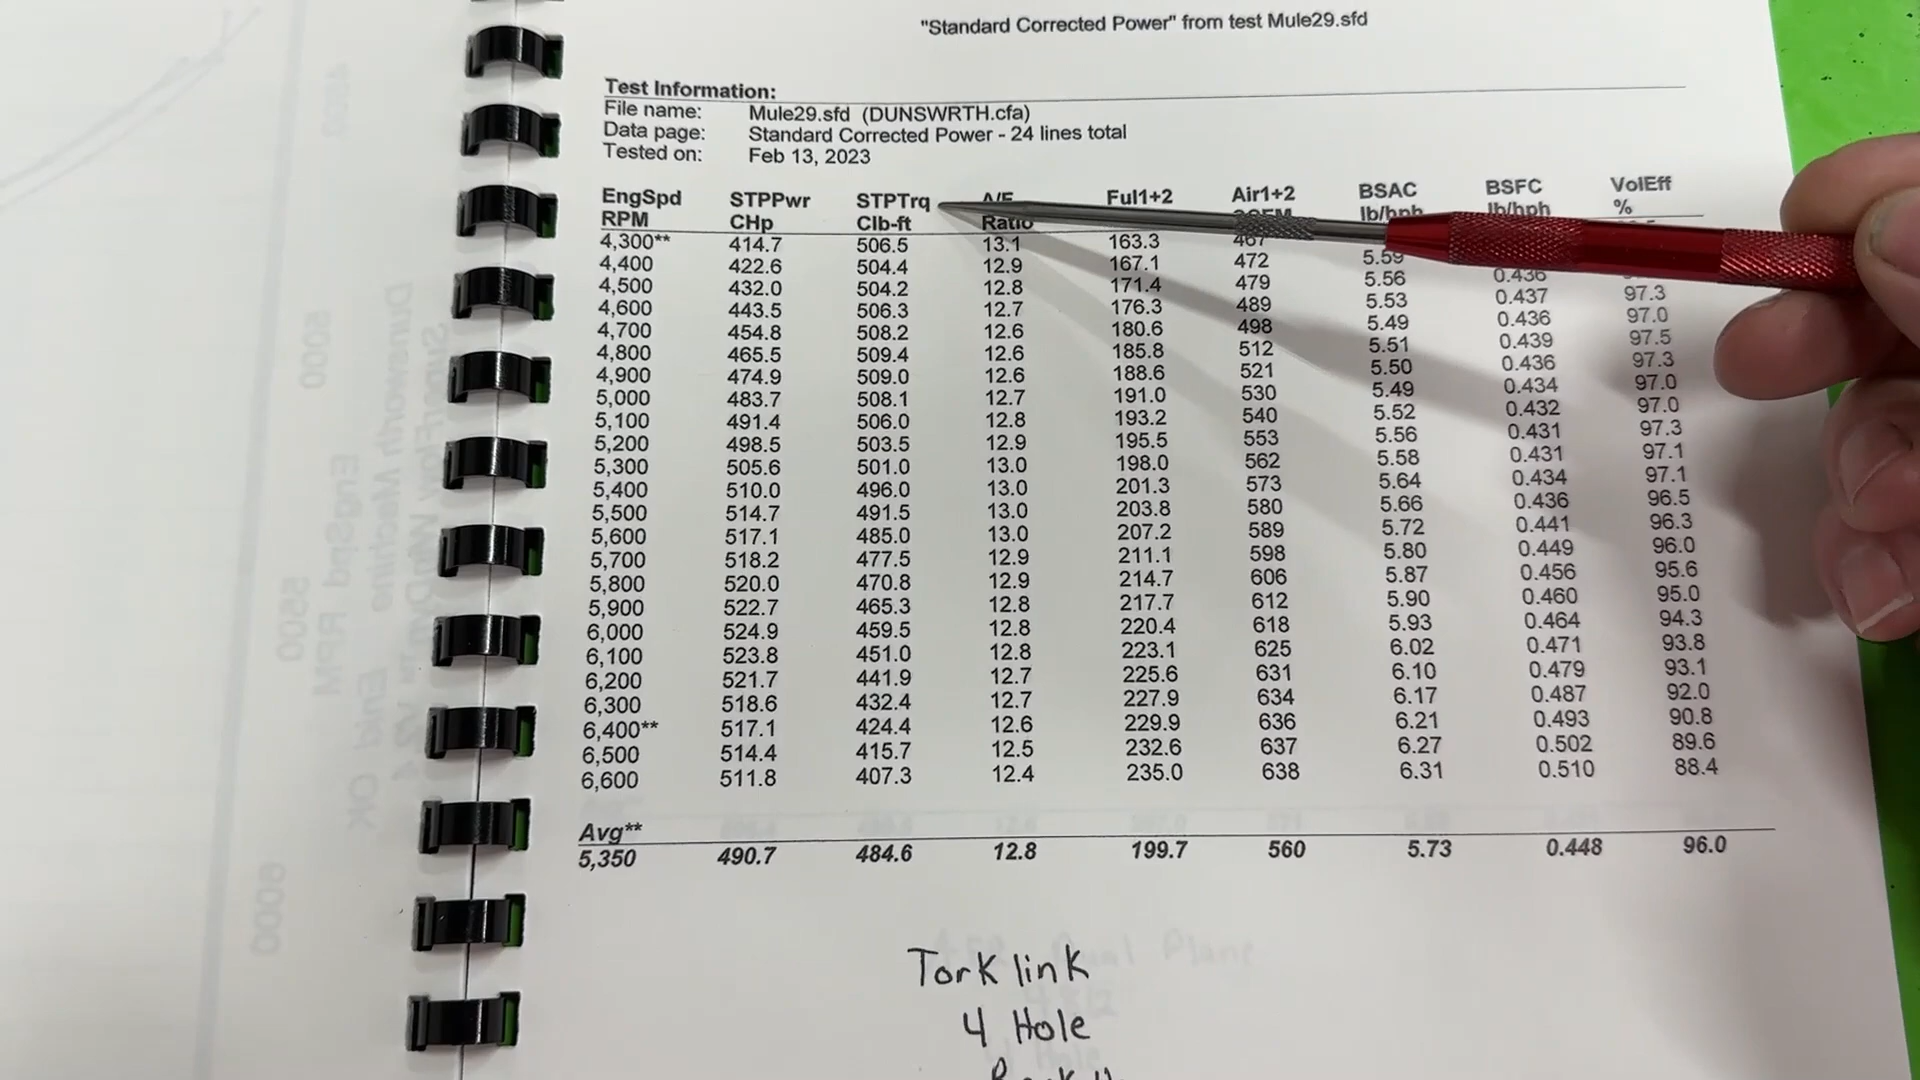 "Standard Corrected Power" from test Mule29.sfd
Test Information:
File name: Mule29.sfd (DUNSWRTH.cfa)
Data page: Standard Corrected Power - 24 lines total
Tested on: Feb 13, 2023
EngSpd STPPwr STPTrq A/F Ful1+2 Air1+2 BSAC BSFC VolEff
RPM CHp Clb-ft Ratio SCFM lb/hph lb/hph %
4,300** 414.7 506.5 13.1 163.3 467
4,400 422.6 504.4 12.9 167.1 472 5.59
4,500 432.0 504.2 12.8 171.4 479 5.56 0.436
4,600 443.5 506.3 12.7 176.3 489 5.53 0.437 97.3
4,700 454.8 508.2 12.6 180.6 498 5.49 0.436 97.0
4,800 465.5 509.4 12.6 185.8 512 5.51 0.439 97.5
4,900 474.9 509.0 12.6 188.6 521 5.50 0.436 97.3
5,000 483.7 508.1 12.7 191.0 530 5.49 0.434 97.0
5,100 491.4 506.0 12.8 193.2 540 5.52 0.432 97.0
5,200 498.5 503.5 12.9 195.5 553 5.56 0.431 97.3
5,300 505.6 501.0 13.0 198.0 562 5.58 0.431 97.1
5,400 510.0 496.0 13.0 201.3 573 5.64 0.434 97.1
5,500 514.7 491.5 13.0 203.8 580 5.66 0.436 96.5
5,600 517.1 485.0 13.0 207.2 589 5.72 0.441 96.3
5,700 518.2 477.5 12.9 211.1 598 5.80 0.449 96.0
5,800 520.0 470.8 12.9 214.7 606 5.87 0.456 95.6
5,900 522.7 465.3 12.8 217.7 612 5.90 0.460 95.0
6,000 524.9 459.5 12.8 220.4 618 5.93 0.464 94.3
6,100 523.8 451.0 12.8 223.1 625 6.02 0.471 93.8
6,200 521.7 441.9 12.7 225.6 631 6.10 0.479 93.1
6,300 518.6 432.4 12.7 227.9 634 6.17 0.487 92.0
6,400** 517.1 424.4 12.6 229.9 636 6.21 0.493 90.8
6,500 514.4 415.7 12.5 232.6 637 6.27 0.502 89.6
6,600 511.8 407.3 12.4 235.0 638 6.31 0.510 88.4
Avg**
5,350 490.7 484.6 12.8 199.7 560 5.73 0.448 96.0
Tork link
4 Hole